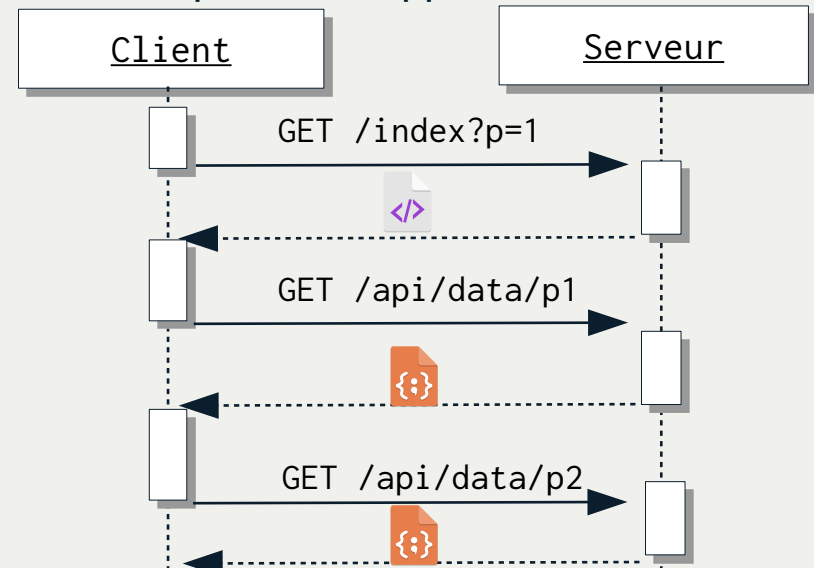 Client
Serveur
GET /index?p=1
</>
GET /api/data/p1
{;}
GET /api/data/p2
{;}